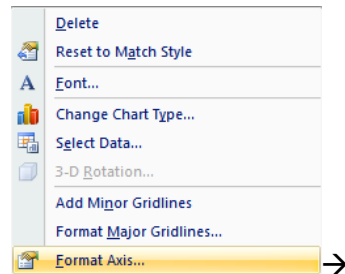 Delete
Reset to Match Style
Font...
Change Chart Type...
Select Data...
3-D Rotation...
Add Minor Gridlines
Format Major Gridlines...
Format Axis... →